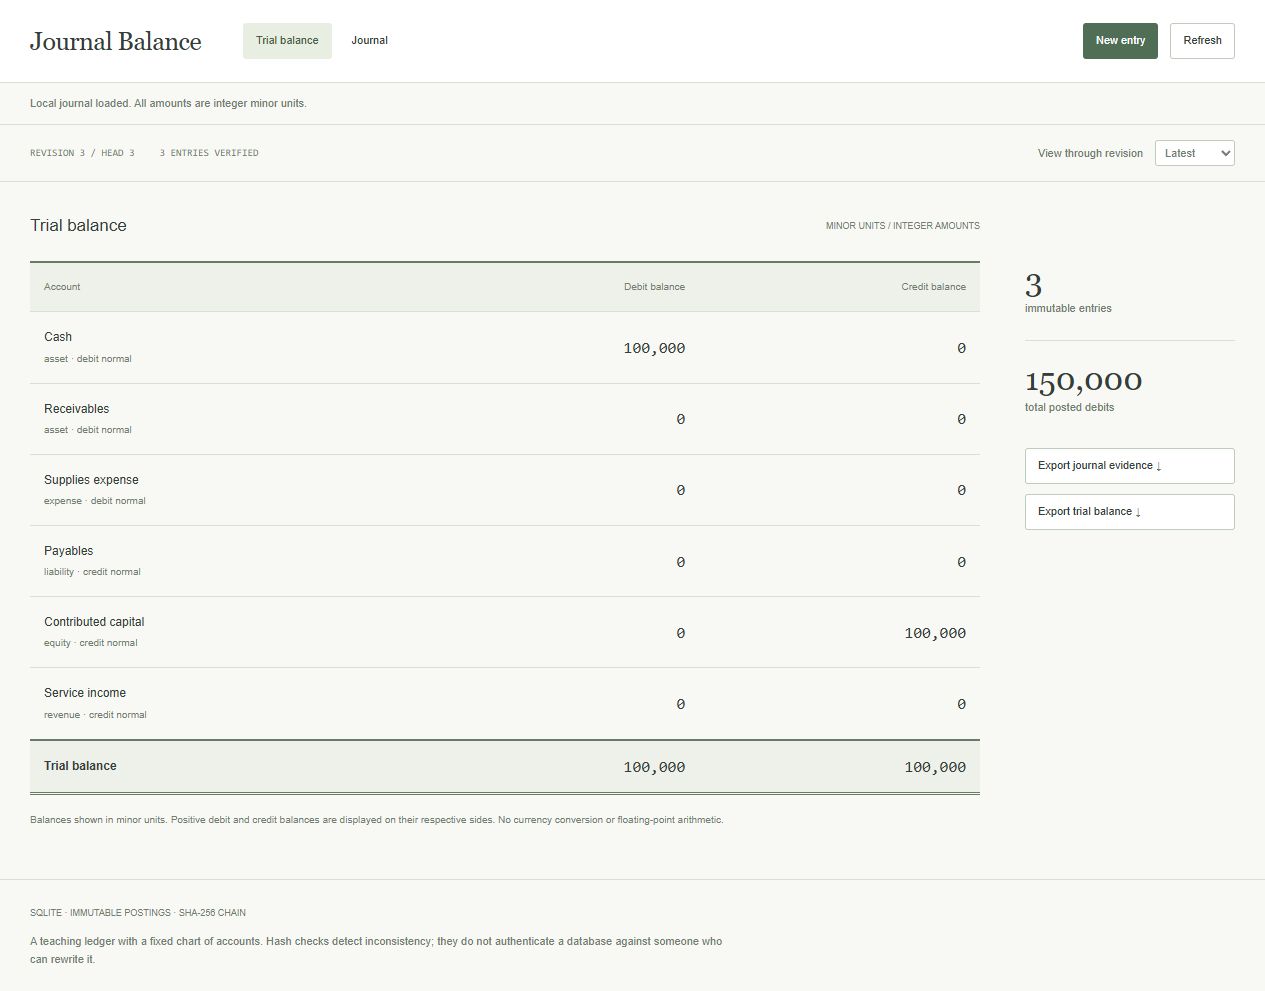 Journal Balance
Trial balance
Journal
New entry
Refresh
Local journal loaded. All amounts are integer minor units.
REVISION 3 / HEAD 3
3 ENTRIES VERIFIED
View through revision
Latest
Trial balance
MINOR UNITS / INTEGER AMOUNTS
Account Debit balance Credit balance
Cash
asset · debit normal
100,000 0
Receivables
asset · debit normal
0 0
Supplies expense
expense · debit normal
0 0
Payables
liability · credit normal
0 0
Contributed capital
equity · credit normal
0 100,000
Service income
revenue · credit normal
0 0
Trial balance 100,000 100,000
Balances shown in minor units. Positive debit and credit balances are displayed on their respective sides. No currency conversion or floating-point arithmetic.
3
immutable entries
150,000
total posted debits
Export journal evidence ↓
Export trial balance ↓
SQLITE · IMMUTABLE POSTINGS · SHA-256 CHAIN
A teaching ledger with a fixed chart of accounts. Hash checks detect inconsistency; they do not authenticate a database against someone who
can rewrite it.